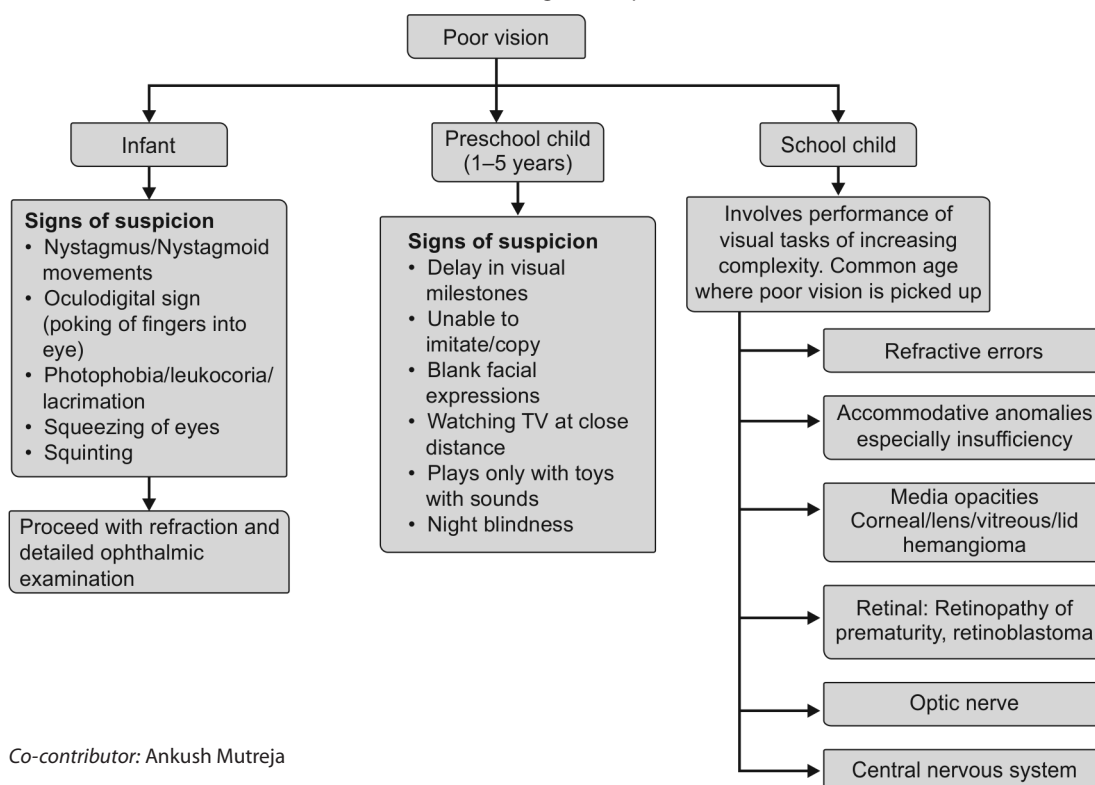 Poor vision
Infant
Signs of suspicion
• Nystagmus/Nystagmoid
movements
• Oculodigital sign
(poking of fingers into
eye)
• Photophobia/leukocoria/
lacrimation
• Squeezing of eyes
• Squinting
Proceed with refraction and
detailed ophthalmic
examination
Preschool child
(1–5 years)
Signs of suspicion
• Delay in visual
milestones
• Unable to
imitate/copy
• Blank facial
expressions
• Watching TV at close
distance
• Plays only with toys
with sounds
• Night blindness
School child
Involves performance of
visual tasks of increasing
complexity. Common age
where poor vision is picked up
Refractive errors
Accommodative anomalies
especially insufficiency
Media opacities
Corneal/lens/vitreous/lid
hemangioma
Retinal: Retinopathy of
prematurity, retinoblastoma
Optic nerve
Central nervous system
Co-contributor: Ankush Mutreja